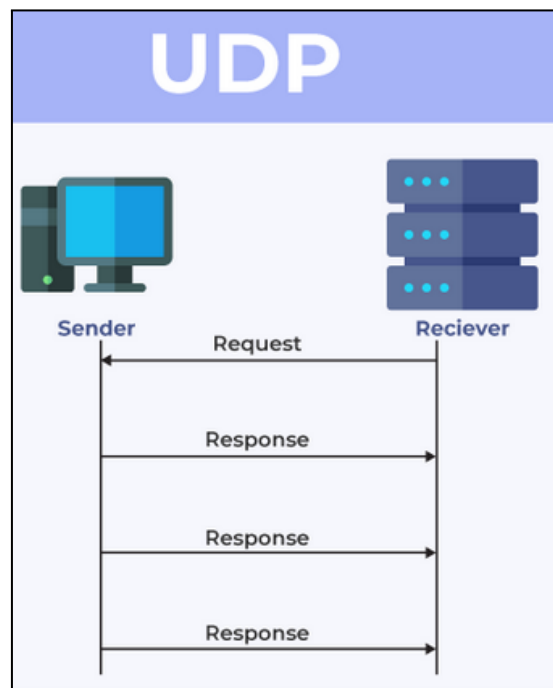 UDP
Sender
Reciever
Request
Response
Response
Response